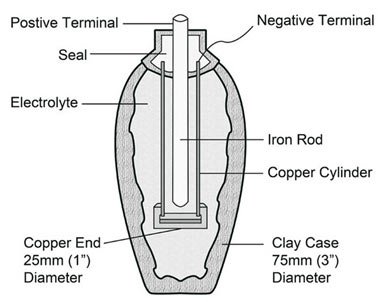 Postive Terminal
Negative Terminal
Seal
Electrolyte
Iron Rod
Copper Cylinder
Copper End
25mm (1”)
Diameter
Clay Case
75mm (3”)
Diameter